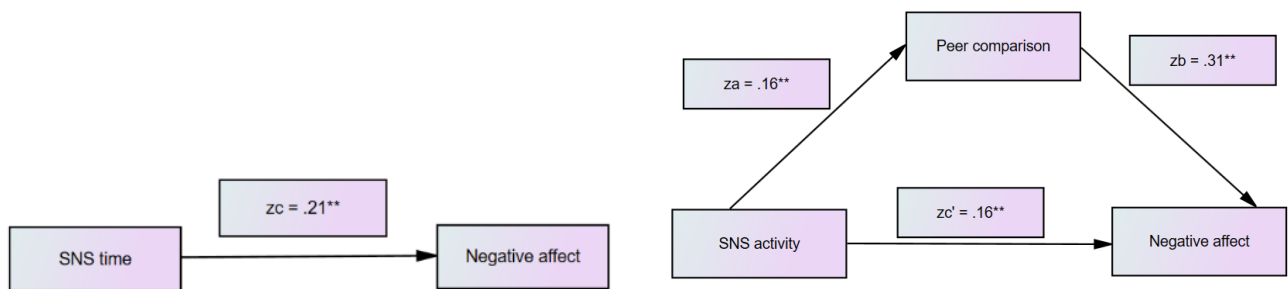 zc = .21**
SNS time
Negative affect
Peer comparison
za = .16**
zb = .31**
zc' = .16**
SNS activity
Negative affect